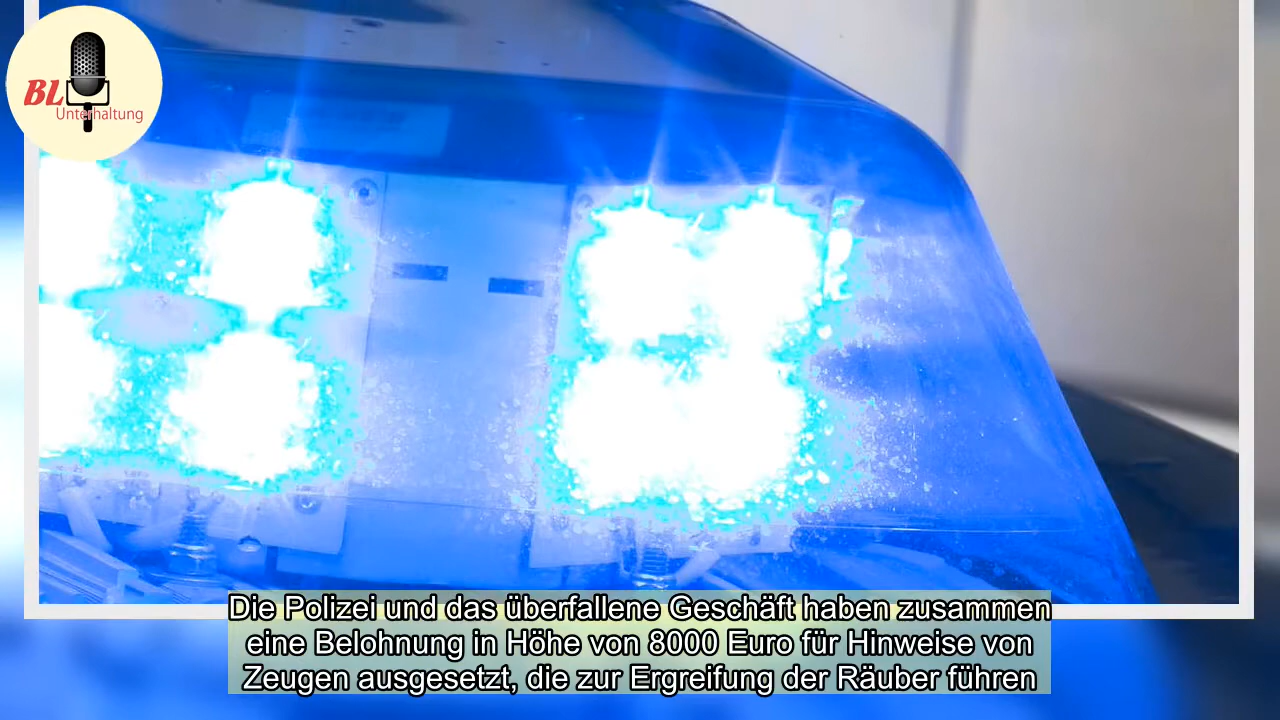 BL
Unterhaltung
Die Polizei und das überfallene Geschäft haben zusammen
eine Belohnung in Höhe von 8000 Euro für Hinweise von
Zeugen ausgesetzt, die zur Ergreifung der Räuber führen